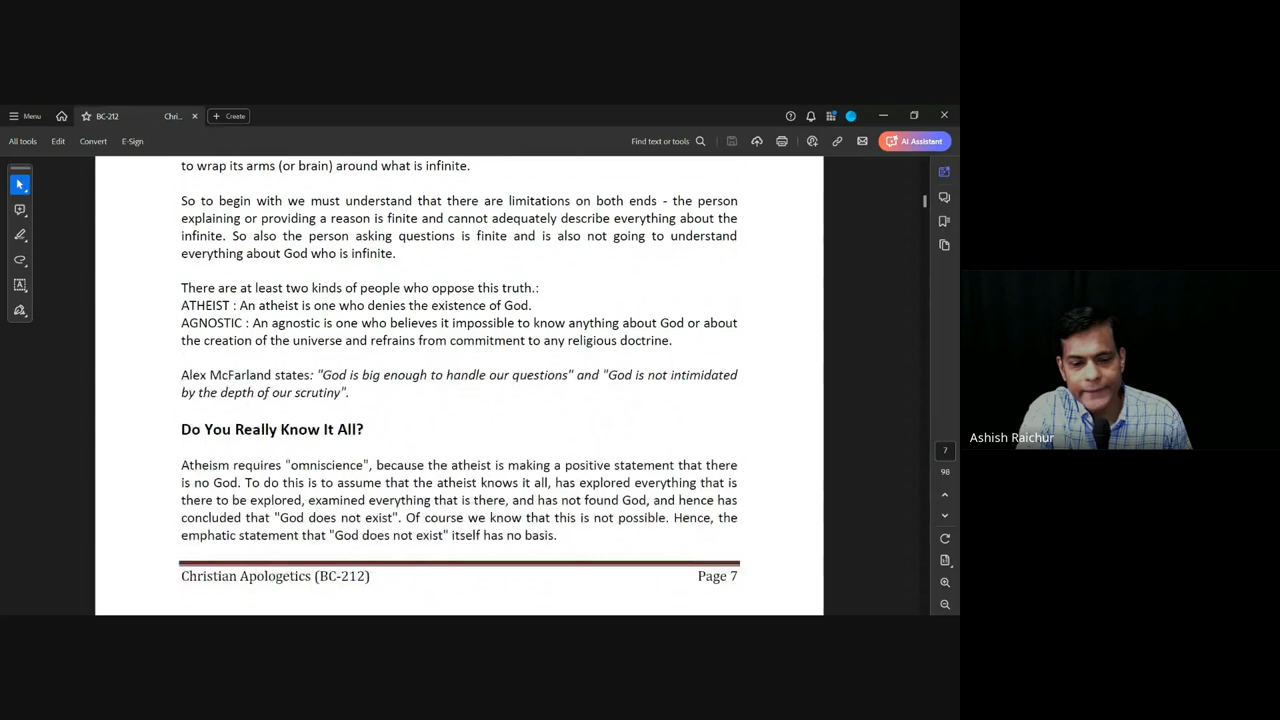 Menu
BC-212 Chri...
Create
All tools
Edit
Convert
E-Sign
Find text or tools
AI Assistant
to wrap its arms (or brain) around what is infinite.
So to begin with we must understand that there are limitations on both ends - the person
explaining or providing a reason is finite and cannot adequately describe everything about the
infinite. So also the person asking questions is finite and is also not going to understand
everything about God who is infinite.
There are at least two kinds of people who oppose this truth.:
ATHEIST : An atheist is one who denies the existence of God.
AGNOSTIC : An agnostic is one who believes it impossible to know anything about God or about
the creation of the universe and refrains from commitment to any religious doctrine.
Alex McFarland states: "God is big enough to handle our questions" and "God is not intimidated
by the depth of our scrutiny".
Do You Really Know It All?
Atheism requires "omniscience", because the atheist is making a positive statement that there
is no God. To do this is to assume that the atheist knows it all, has explored everything that is
there to be explored, examined everything that is there, and has not found God, and hence has
concluded that "God does not exist". Of course we know that this is not possible. Hence, the
emphatic statement that "God does not exist" itself has no basis.
Christian Apologetics (BC-212) Page 7
7
98
Ashish Raichur